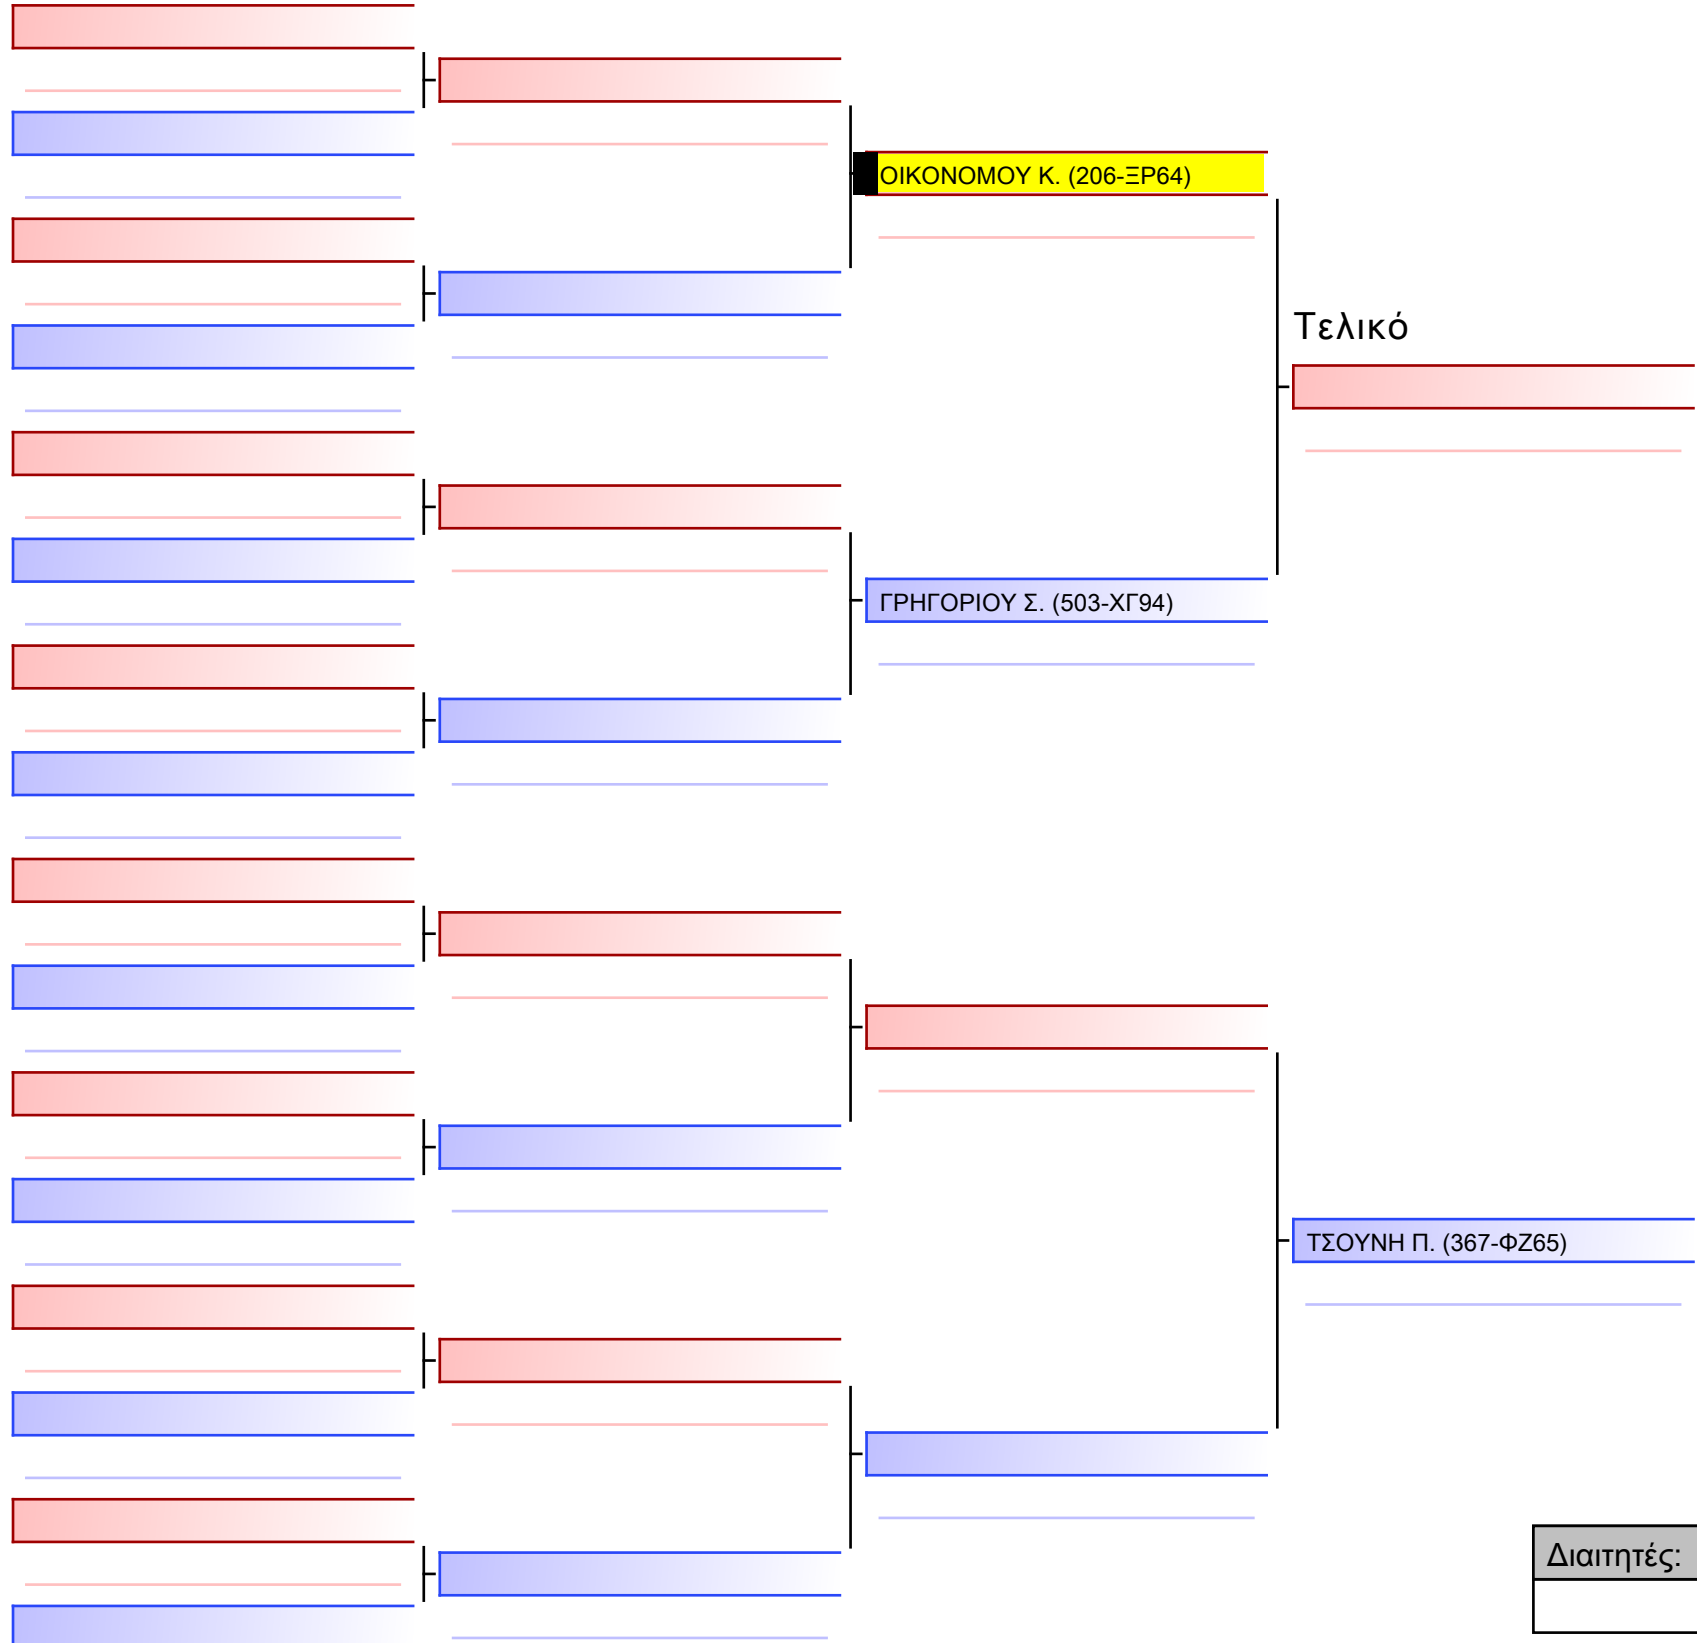 ΟΙΚΟΝΟΜΟΥ Κ. (206-ΞΡ64)
Τελικό
ΓΡΗΓΟΡΙΟΥ Σ. (503-ΧΓ94)
ΤΣΟΥΝΗ Π. (367-ΦΖ65)
Διαιτητές: